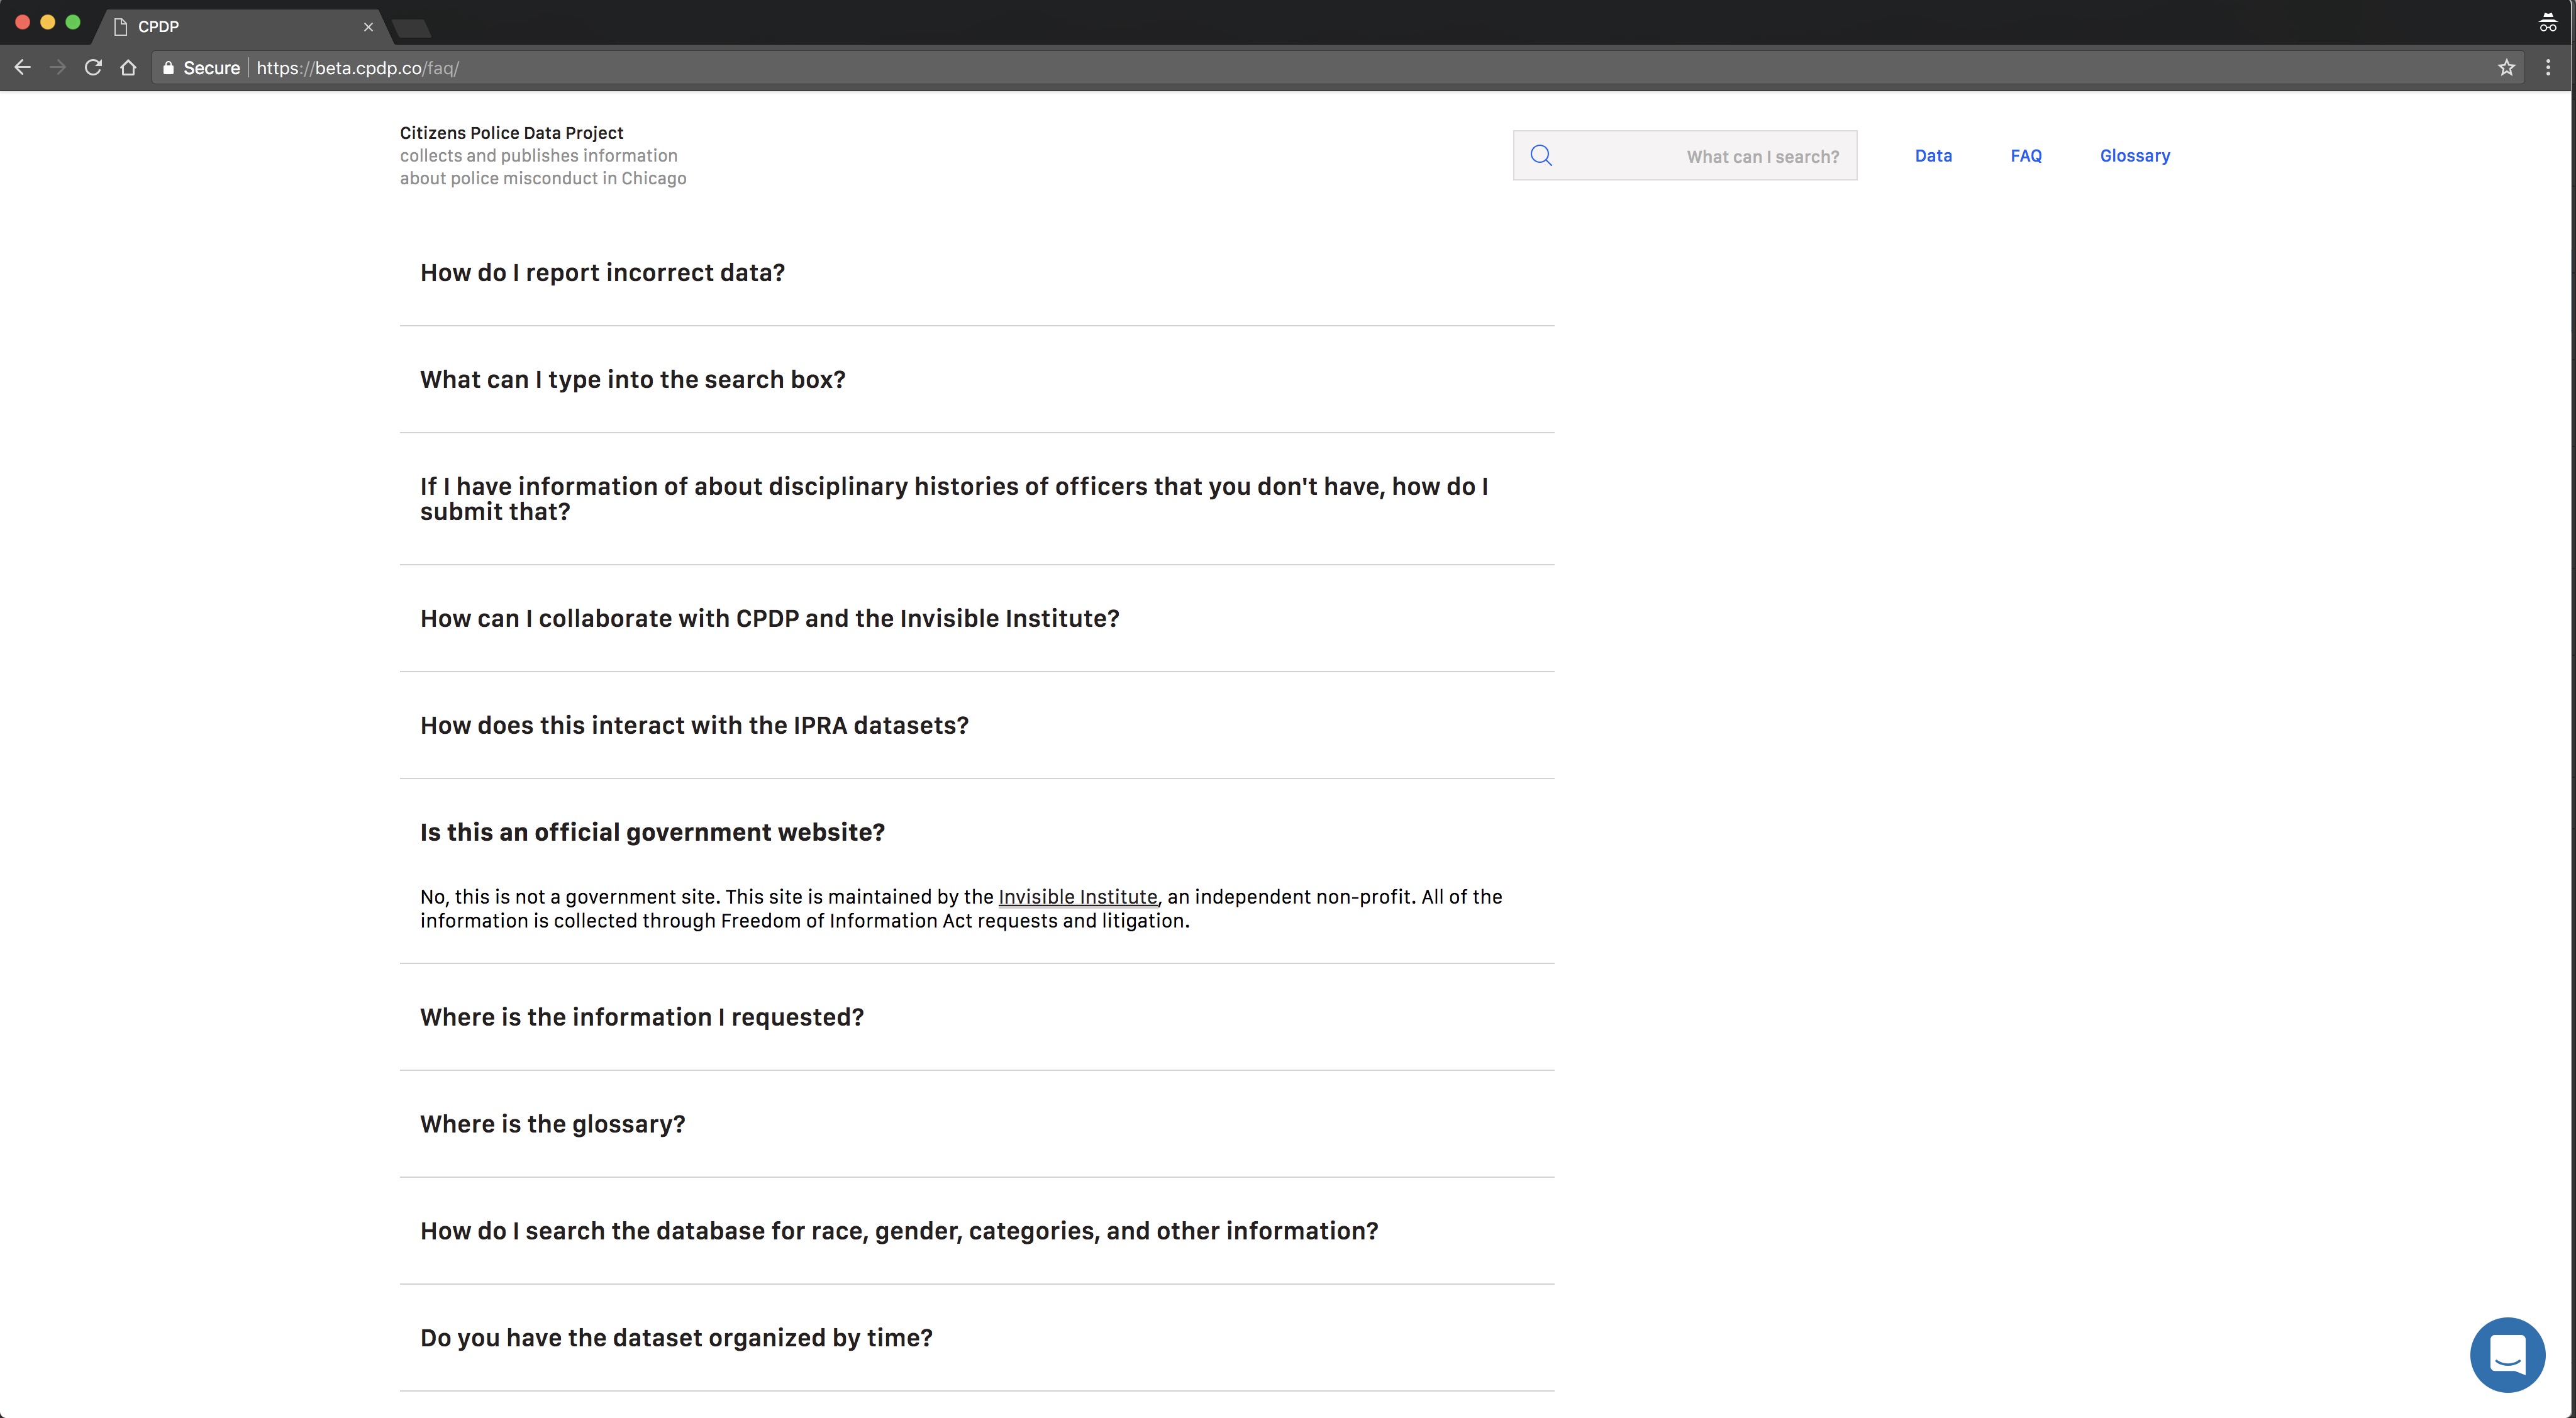 CPDP
Secure
https://beta.cpdp.co/faq/
Citizens Police Data Project
collects and publishes information
about police misconduct in Chicago
What can I search?
Data
FAQ
Glossary
How do I report incorrect data?
What can I type into the search box?
If I have information of about disciplinary histories of officers that you don't have, how do I
submit that?
How can I collaborate with CPDP and the Invisible Institute?
How does this interact with the IPRA datasets?
Is this an official government website?
No, this is not a government site. This site is maintained by the Invisible Institute, an independent non-profit. All of the
information is collected through Freedom of Information Act requests and litigation.
Where is the information I requested?
Where is the glossary?
How do I search the database for race, gender, categories, and other information?
Do you have the dataset organized by time?